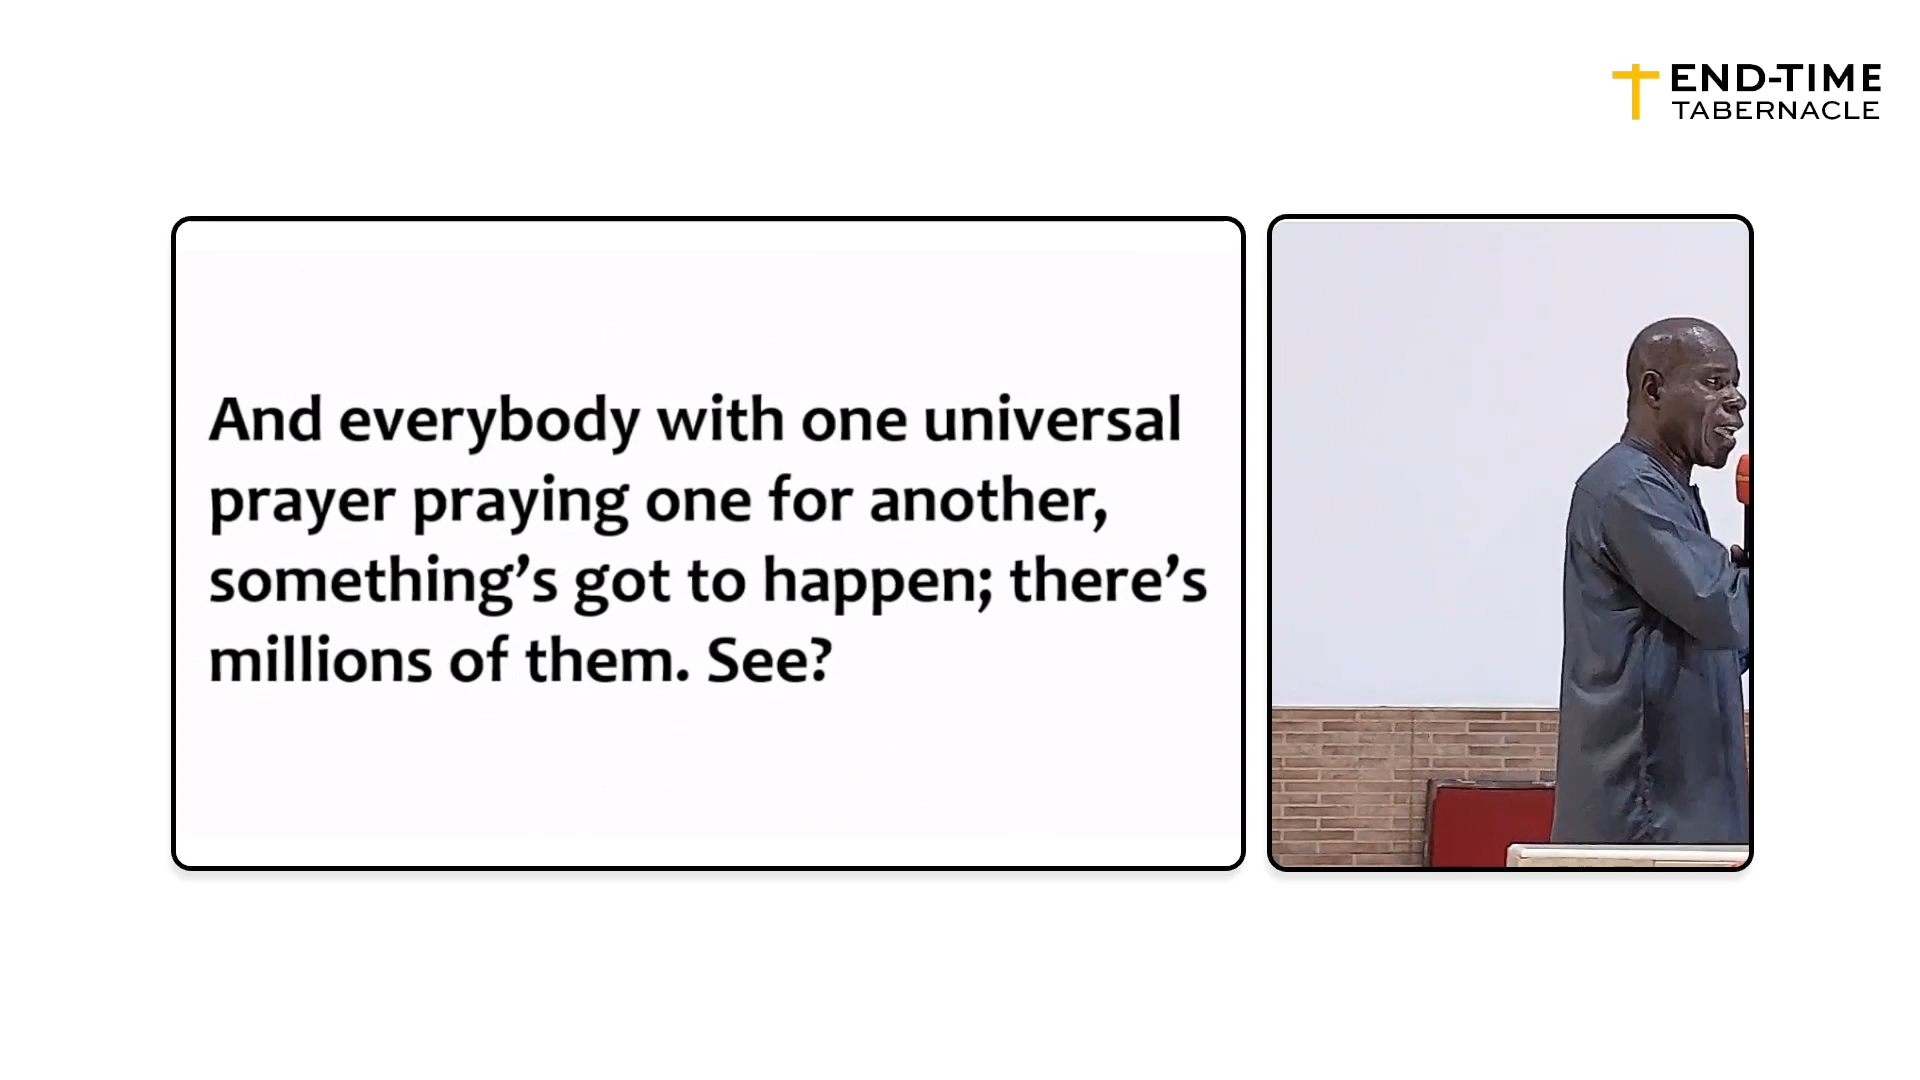 END-TIME
TABERNACLE
And everybody with one universal
prayer praying one for another,
something’s got to happen; there’s
millions of them. See?